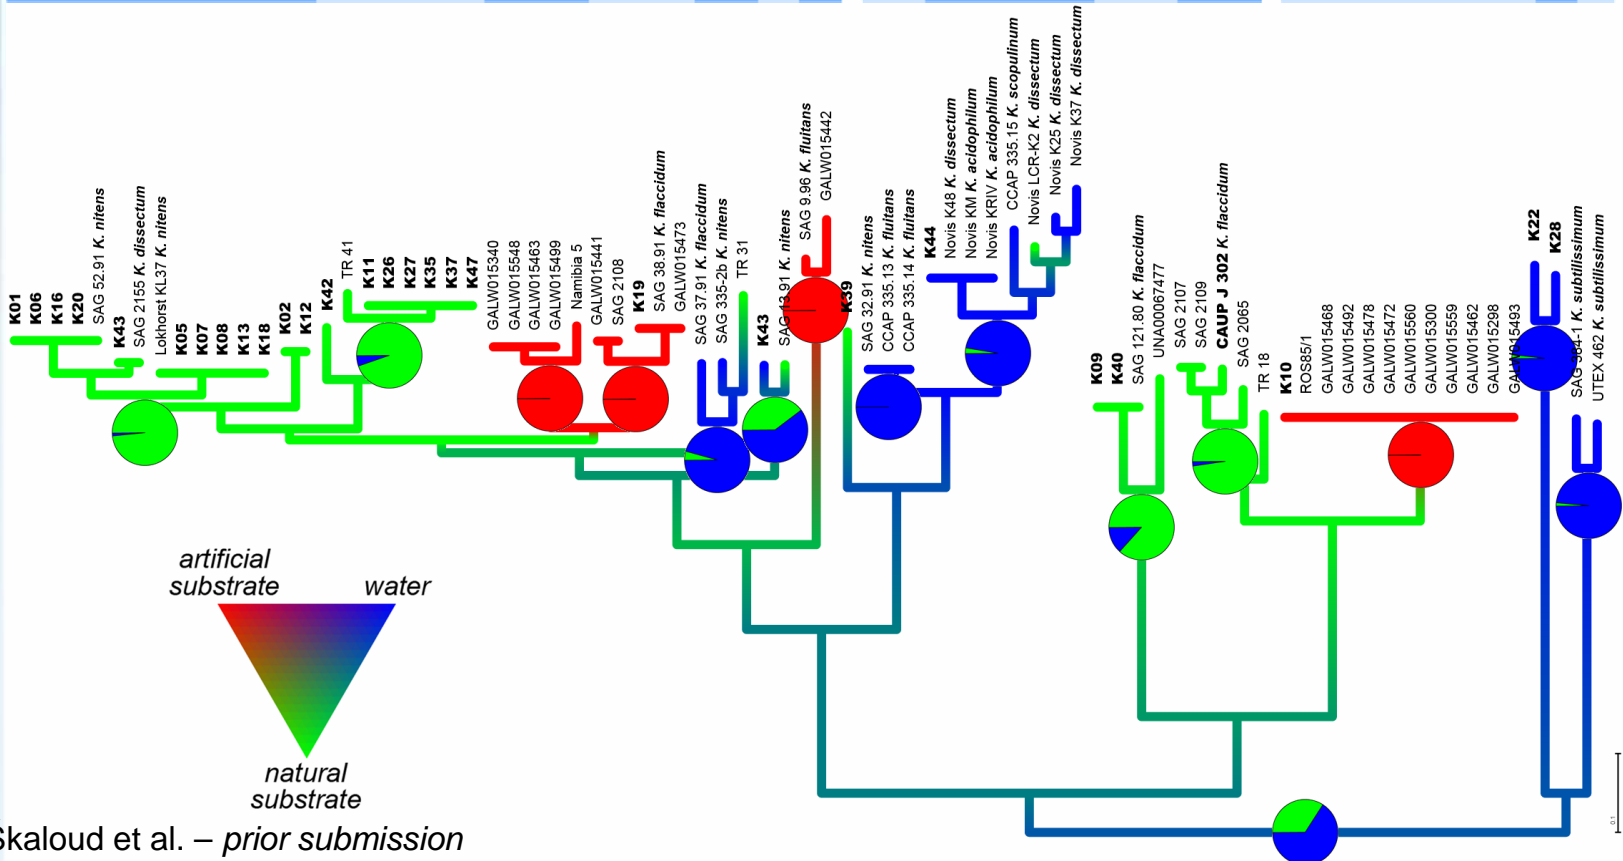 K01
K06
K16
K20
SAG 52.91 K. nitens
K43
SAG 2155 K. dissectum
Lokhorst KL37 K. nitens
K05
K07
K08
K13
K18
K02
K12
K42
TR 41
K11
K26
K27
K35
K37
K47
GALW015340
GALW015548
GALW015463
GALW015499
Namibia 5
GALW015441
SAG 2108
K19
SAG 38.91 K. flaccidum
GALW015473
SAG 37.91 K. flaccidum
SAG 335-2b K. nitens
TR 31
K43
SAG 13.91 K. nitens
SAG 9.96 K. fluitans
GALW015442
K39
SAG 32.91 K. nitens
CCAP 335.13 K. fluitans
CCAP 335.14 K. fluitans
K44
Novis K48 K. dissectum
Novis KM K. acidophilum
Novis KRIV K. acidophilum
CCAP 335.15 K. scopulinum
Novis LCR-K2 K. dissectum
Novis K25 K. dissectum
Novis K37 K. dissectum
K09
K40
SAG 121.80 K. flaccidum
UNA00067477
SAG 2107
SAG 2109
CAUP J 302 K. flaccidum
SAG 2065
TR 18
K10
ROS85/1
GALW015468
GALW015492
GALW015478
GALW015472
GALW015560
GALW015300
GALW015559
GALW015462
GALW015298
GALW015493
K22
K28
SAG 384-1 K. subtilissimum
UTEX 462 K. subtilissimum
artificial
substrate
water
natural
substrate
0.1
Skaloud et al. – prior submission